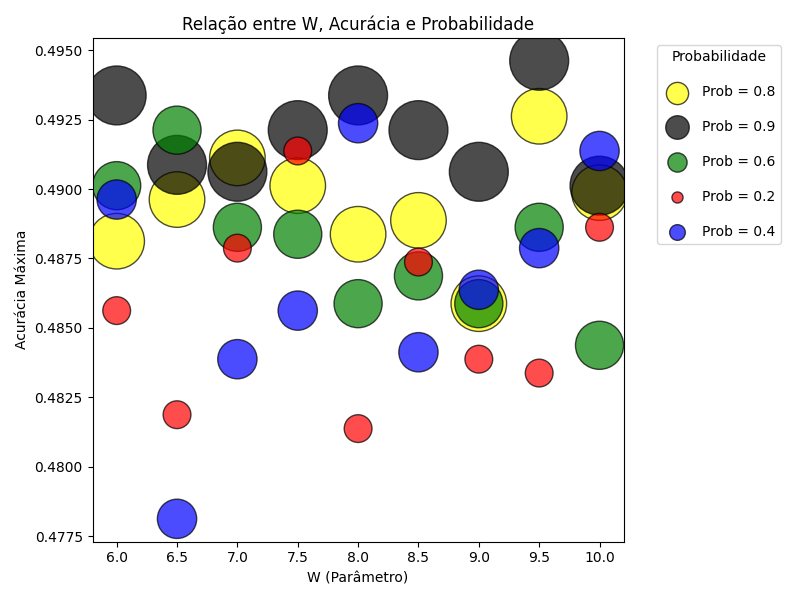 Relação entre W, Acurácia e Probabilidade
Acurácia Máxima
0.4950
0.4925
0.4900
0.4875
0.4850
0.4825
0.4800
0.4775
6.0 6.5 7.0 7.5 8.0 8.5 9.0 9.5 10.0
W (Parâmetro)
Probabilidade
Prob = 0.8
Prob = 0.9
Prob = 0.6
Prob = 0.2
Prob = 0.4